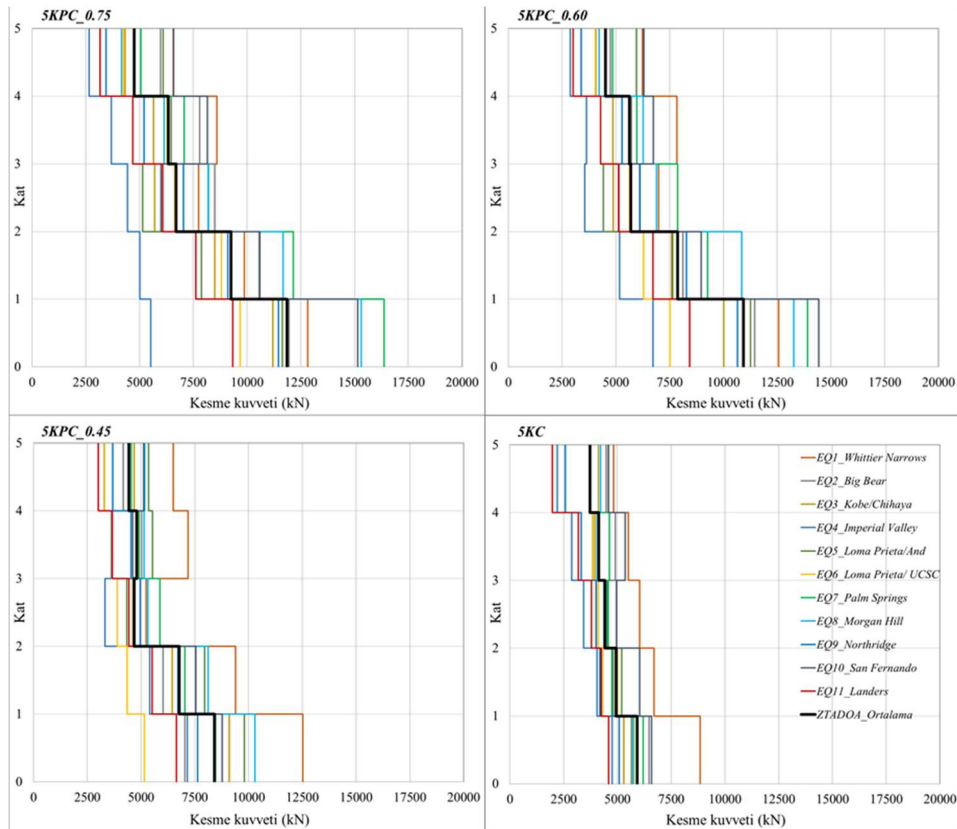 5KPC_0.75
5
4
3
2
1
0
Kat
0 2500 5000 7500 10000 12500 15000 17500 20000
Kesme kuvveti (kN)
5KPC_0.60
5
4
3
2
1
0
Kat
0 2500 5000 7500 10000 12500 15000 17500 20000
Kesme kuvveti (kN)
5KPC_0.45
5
4
3
2
1
0
Kat
0 2500 5000 7500 10000 12500 15000 17500 20000
Kesme kuvveti (kN)
5KC
5
4
3
2
1
0
Kat
0 2500 5000 7500 10000 12500 15000 17500 20000
Kesme kuvveti (kN)
EQ1_Whittier Narrows
EQ2_Big Bear
EQ3_Kobe/Chihaya
EQ4_Imperial Valley
EQ5_Loma Prieta/And
EQ6_Loma Prieta/ UCSC
EQ7_Palm Springs
EQ8_Morgan Hill
EQ9_Northridge
EQ10_San Fernando
EQ11_Landers
ZTADOA_Ortalama